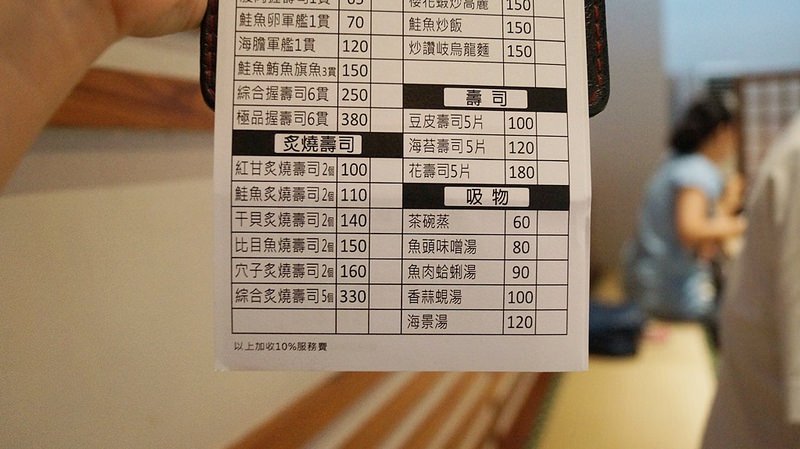 鮭魚卵軍艦1貫 70
海膽軍艦1貫 120
鮭魚鮪魚旗魚3貫 150
綜合握壽司6貫 250
極品握壽司6貫 380
炙燒壽司
紅甘炙燒壽司2個 100
鮭魚炙燒壽司2個 110
干貝炙燒壽司2個 140
比目魚燒壽司2個 150
穴子炙燒壽司2個 160
綜合炙燒壽司5個 330
以上加收10%服務費
櫻花蝦炒高麗 150
鮭魚炒飯 150
炒讚岐烏龍麵 150
壽司
豆皮壽司5片 100
海苔壽司5片 120
花壽司5片 180
吸物
茶碗蒸 60
魚頭味噌湯 80
魚肉蛤蜊湯 90
香蒜蜆湯 100
海景湯 120